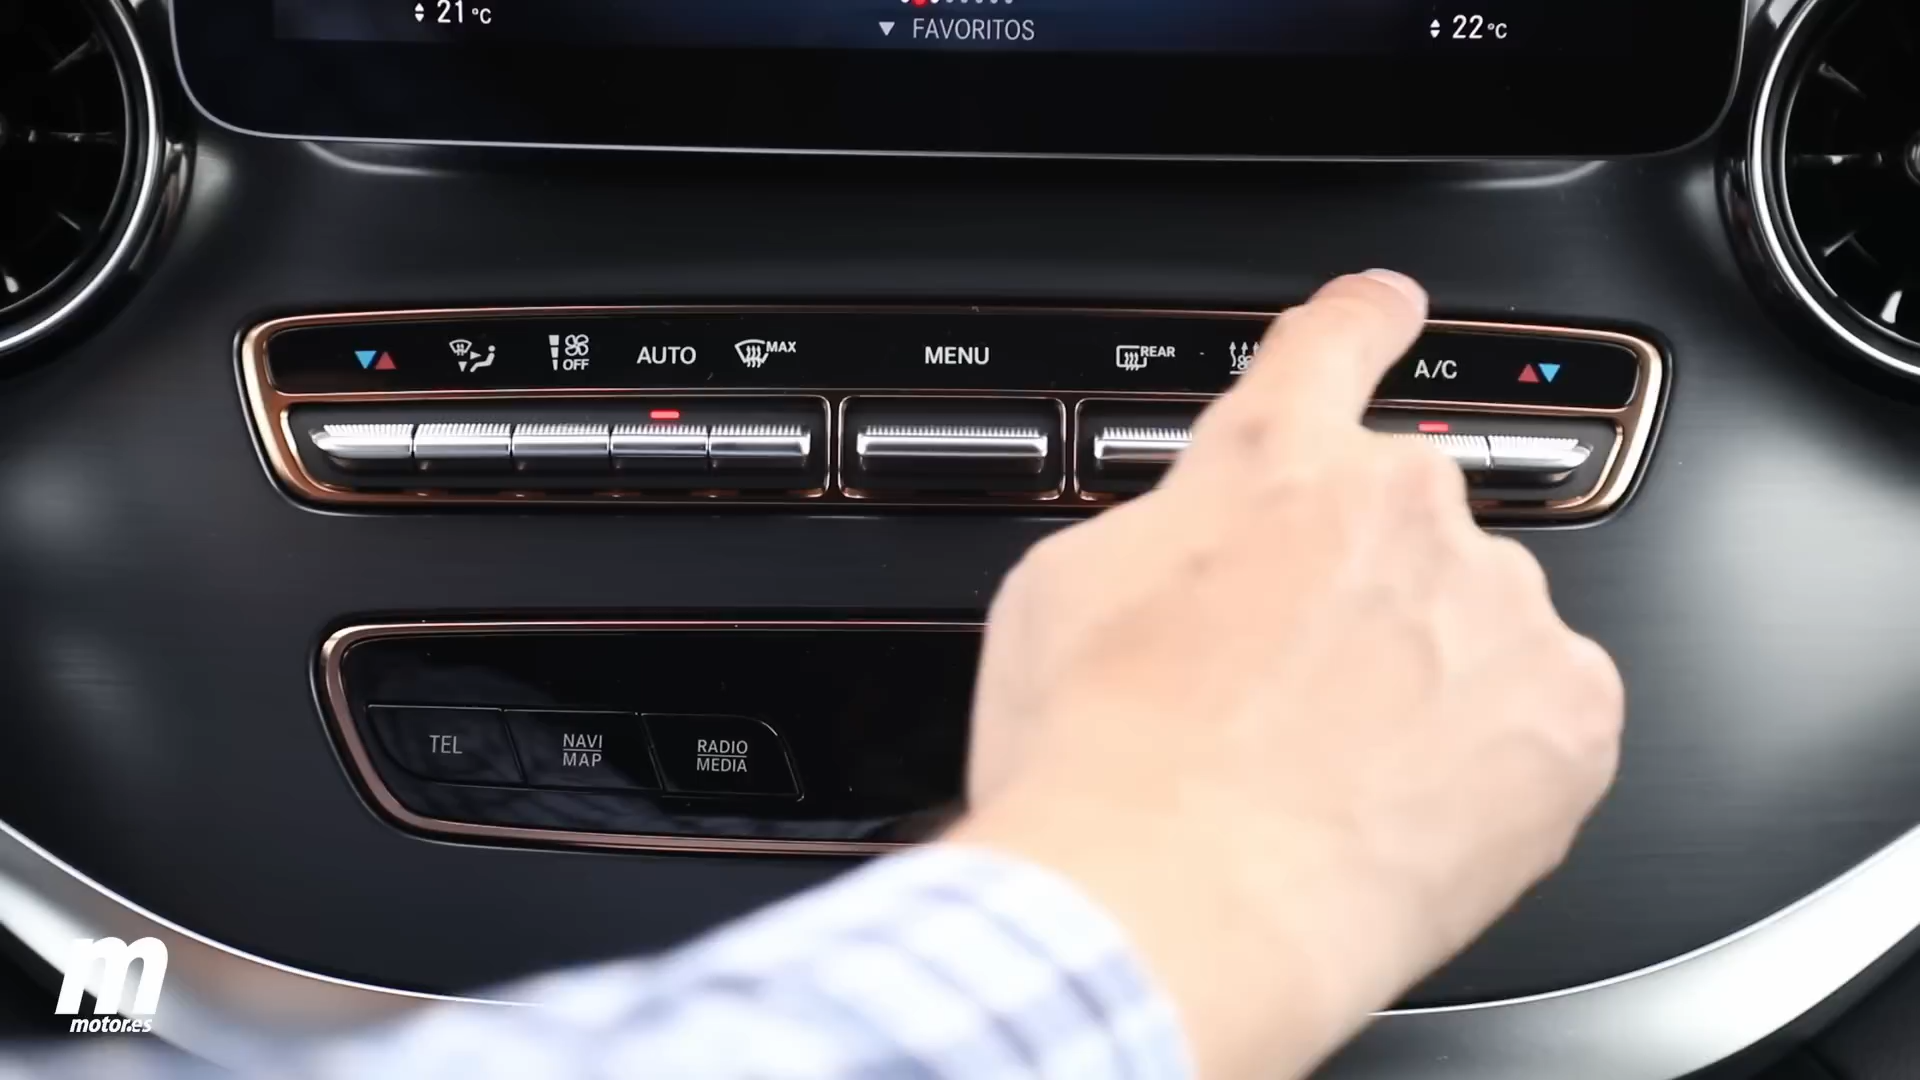 21°C
FAVORITOS
22°C
OFF
AUTO
MAX
MENU
REAR
A/C
TEL
NAVI
MAP
RADIO
MEDIA
m
motor.es